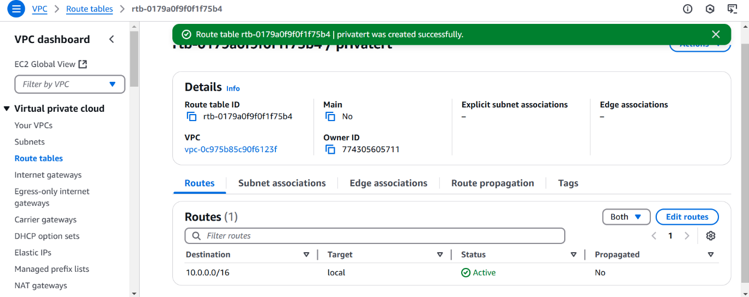 VPC > Route tables > rtb-0179a0f9f0f1f75b4
VPC dashboard
EC2 Global View
Filter by VPC
Virtual private cloud
Your VPCs
Subnets
Route tables
Internet gateways
Egress-only internet
gateways
Carrier gateways
DHCP option sets
Elastic IPs
Managed prefix lists
NAT gateways
Route table rtb-0179a0f9f0f1f75b4 | privatert was created successfully.
rtb-0179a0f9f0f1f75b4 / privatert
Actions
Details Info
Route table ID Main Explicit subnet associations Edge associations
rtb-0179a0f9f0f1f75b4 No – –
VPC Owner ID
vpc-0c975b85c90f6123f 774305605711
Routes Subnet associations Edge associations Route propagation Tags
Routes (1) Both Edit routes
Filter routes 1
Destination Target Status Propagated
10.0.0.0/16 local Active No